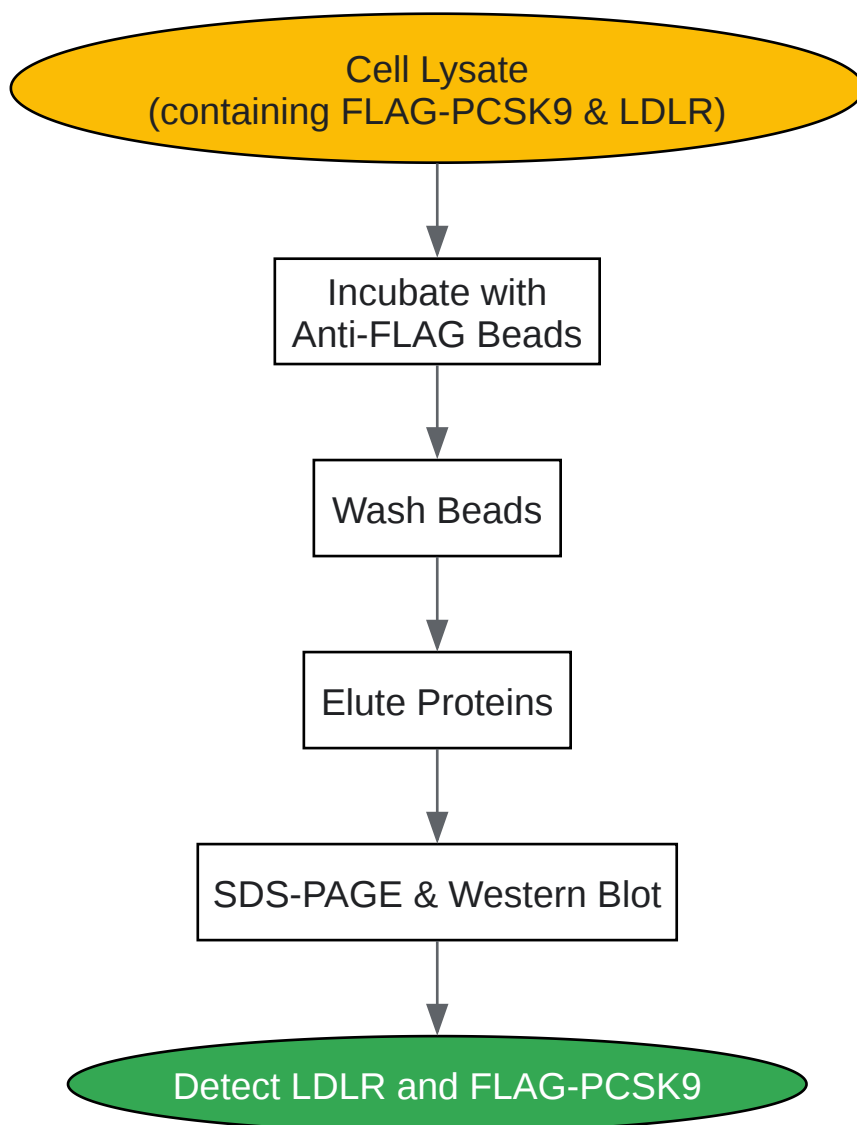 Cell Lysate
(containing FLAG-PCSK9 & LDLR)
Incubate with
Anti-FLAG Beads
Wash Beads
Elute Proteins
SDS-PAGE & Western Blot
Detect LDLR and FLAG-PCSK9